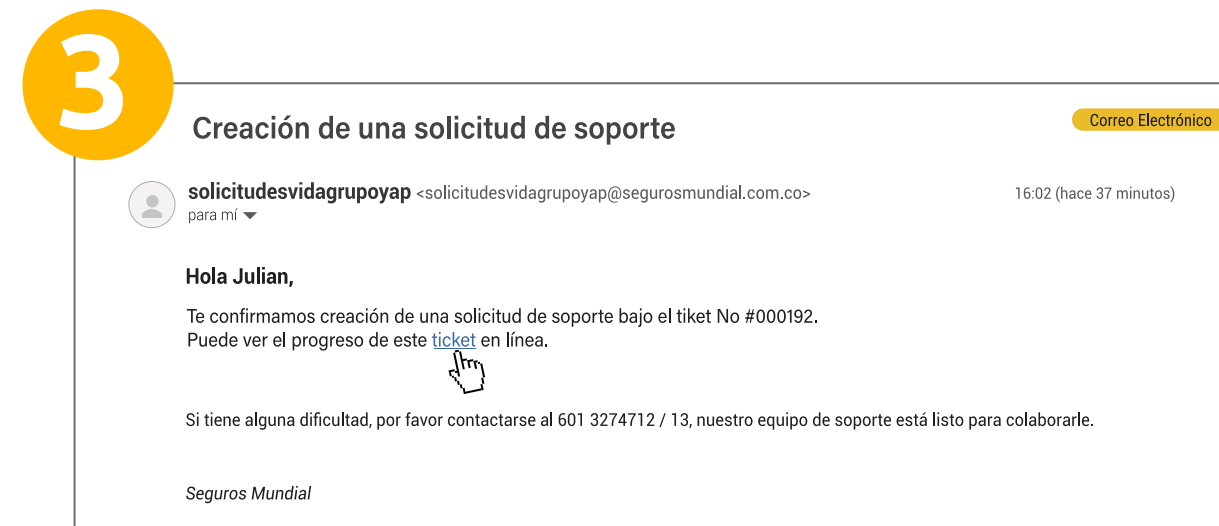 3
Creación de una solicitud de soporte
Correo Electrónico
solicitudesvidagrupoyap <solicitudesvidagrupoyap@segurosmundial.com.co>
16:02 (hace 37 minutos)
para mí
Hola Julian,
Te confirmamos creación de una solicitud de soporte bajo el tiket No #000192.
Puede ver el progreso de este ticket en línea.
Si tiene alguna dificultad, por favor contactarse al 601 3274712 / 13, nuestro equipo de soporte está listo para colaborarle.
Seguros Mundial